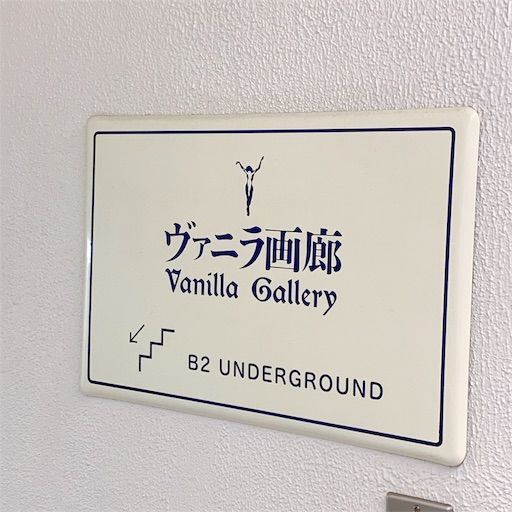 ヴァニラ画廊
Vanilla Gallery
B2 UNDERGROUND